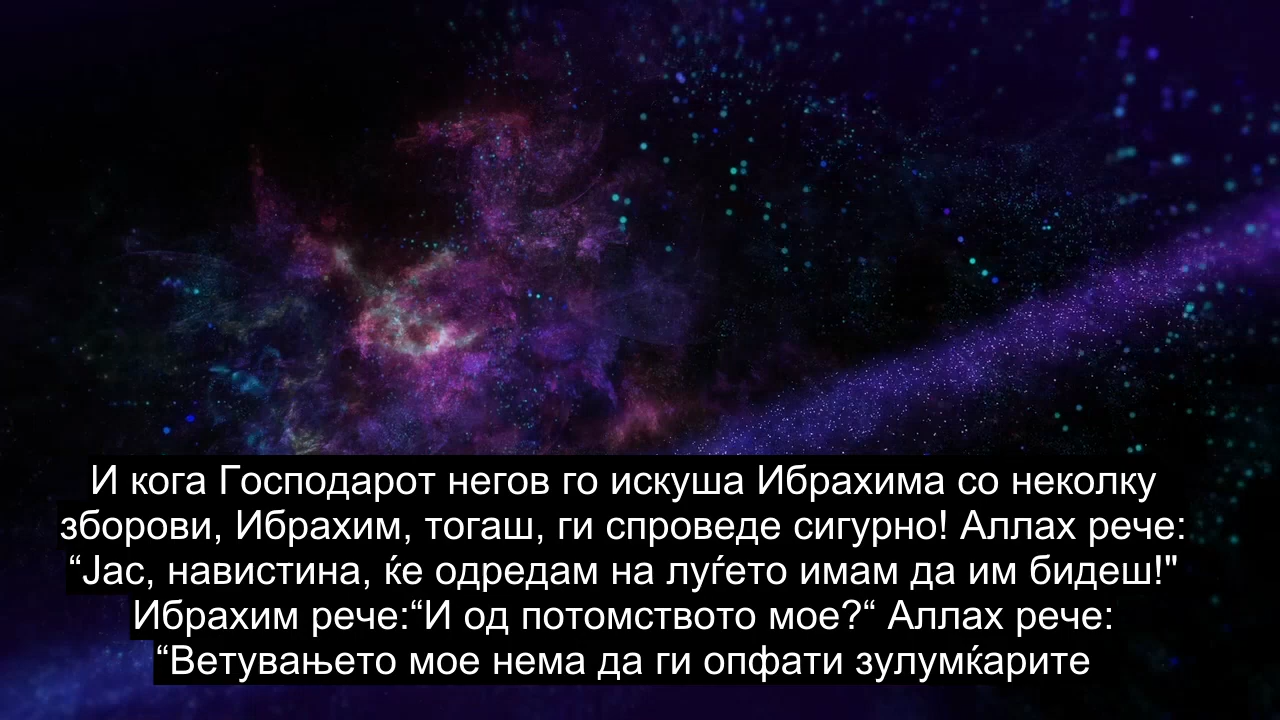 И кога Господарот негов го искуша Ибрахима со неколку
зборови, Ибрахим, тогаш, ги спроведе сигурно! Аллах рече:
“Јас, навистина, ќе одредам на луѓето имам да им бидеш!"
Ибрахим рече:“И од потомството мое?“ Аллах рече:
“Ветувањето мое нема да ги опфати зулумќарите